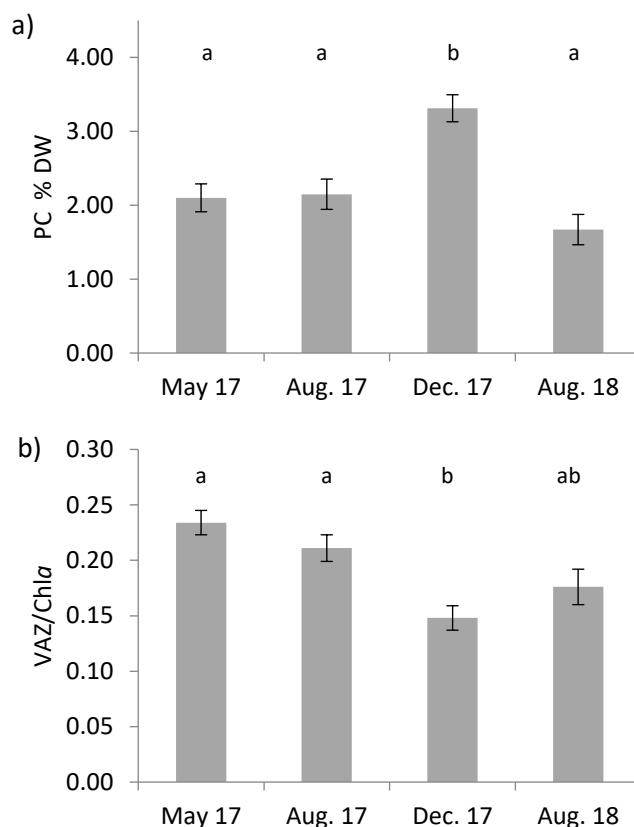 a)
a a b a
4.00
3.00
2.00
1.00
0.00
PC % DW
May 17 Aug. 17 Dec. 17 Aug. 18
b)
a a b ab
0.30
0.25
0.20
0.15
0.10
0.05
0.00
VAZ/Chla
May 17 Aug. 17 Dec. 17 Aug. 18